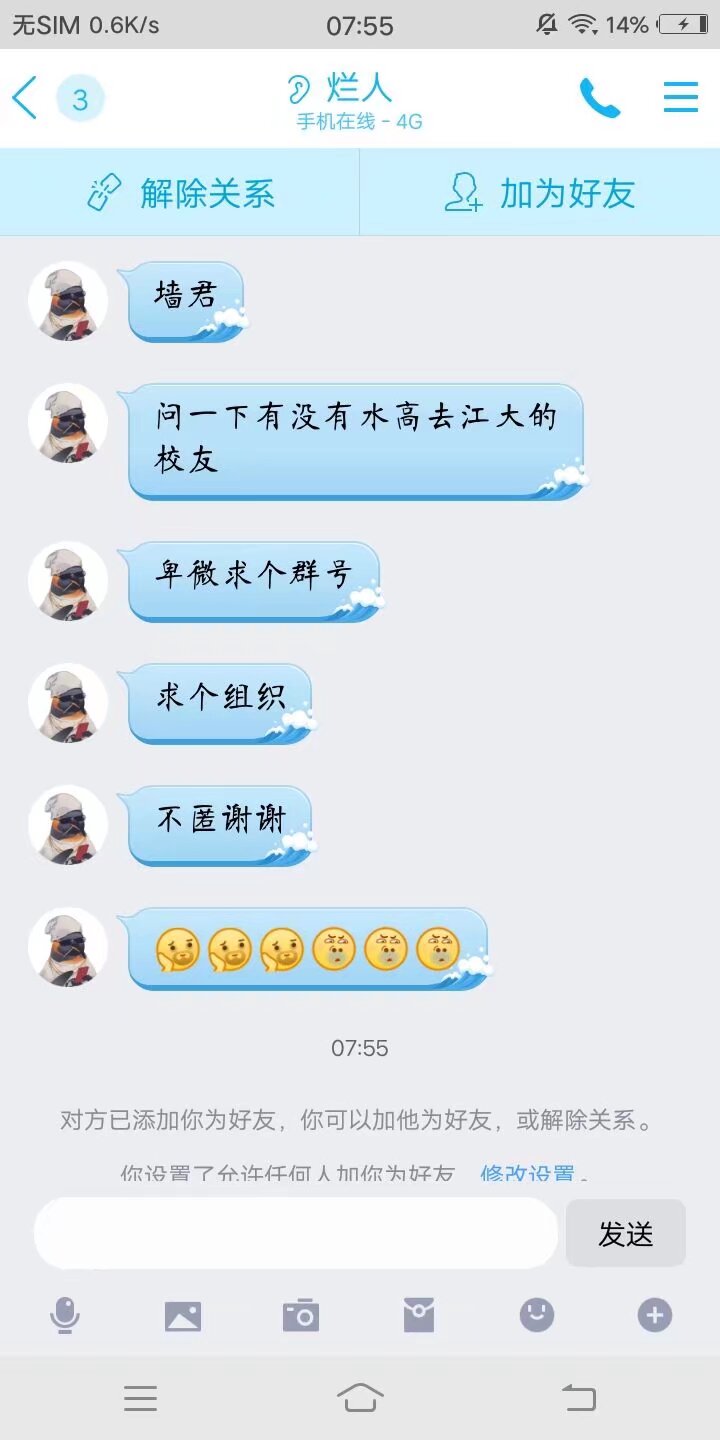 无SIM 0.6K/s 07:55 14%
3 烂人
手机在线 - 4G
解除关系 加为好友
墙君
问一下有没有水高去江大的
校友
卑微求个群号
求个组织
不匿谢谢
07:55
对方已添加你为好友，你可以加他为好友，或解除关系。
你设置了允许任何人加你为好友 修改设置。
发送